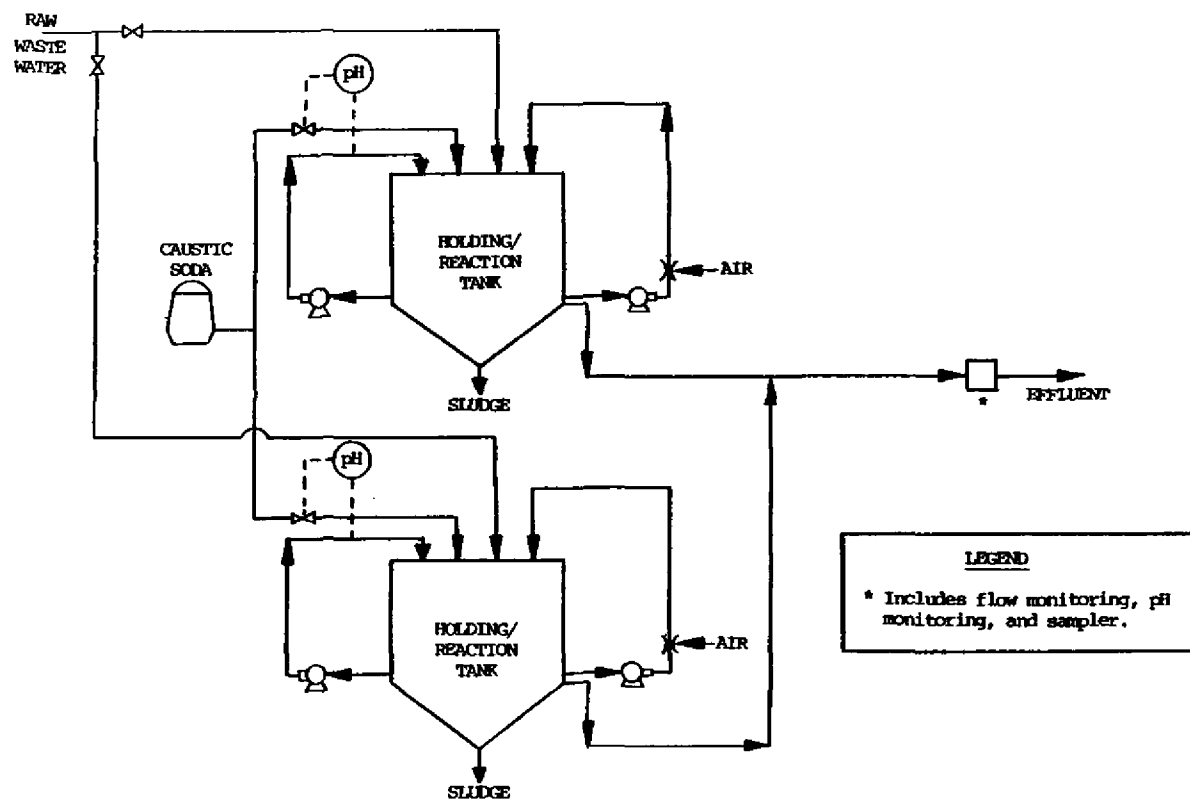 RAW
WASTE
WATER
pH
CAUSTIC
SODA
HOLDING/
REACTION
TANK
AIR
SLUDGE
*
EFFLUENT
pH
HOLDING/
REACTION
TANK
AIR
SLUDGE
LEGEND
* Includes flow monitoring, pH
monitoring, and sampler.